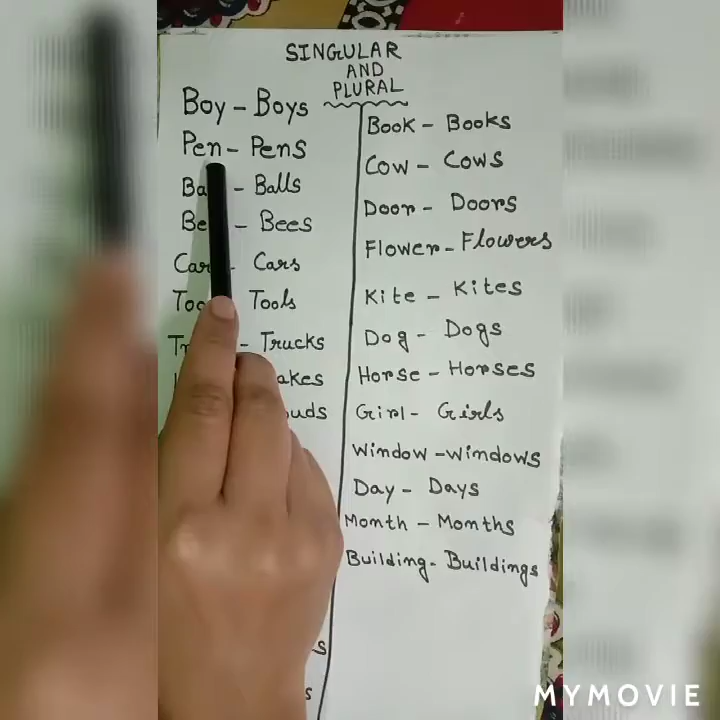 SINGULAR
AND
PLURAL
Boy - Boys
Pen - Pens
- Balls
- Bees
Car - Cars
Tools
- Trucks
Book - Books
Cow - Cows
Door - Doors
Flower - Flowers
Kite - Kites
Dog - Dogs
Horse - Horses
Girl - Girls
Window - windows
Day - Days
Month - Months
Building - Buildings
MYMOVIE